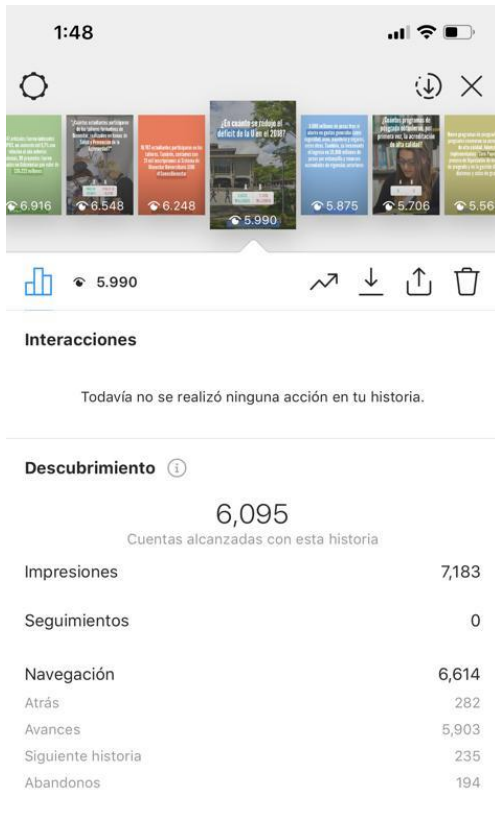 1:48
¿Cuántos estudiantes participaron
6.916
6.548
6.248
¿En cuánto se redujo el
déficit de la U en el 2018?
5.990
5.875
5.706
5.56
5.990
Interacciones
Todavía no se realizó ninguna acción en tu historia.
Descubrimiento
6,095
Cuentas alcanzadas con esta historia
Impresiones 7,183
Seguimientos 0
Navegación 6,614
Atrás 282
Avances 5,903
Siguiente historia 235
Abandonos 194